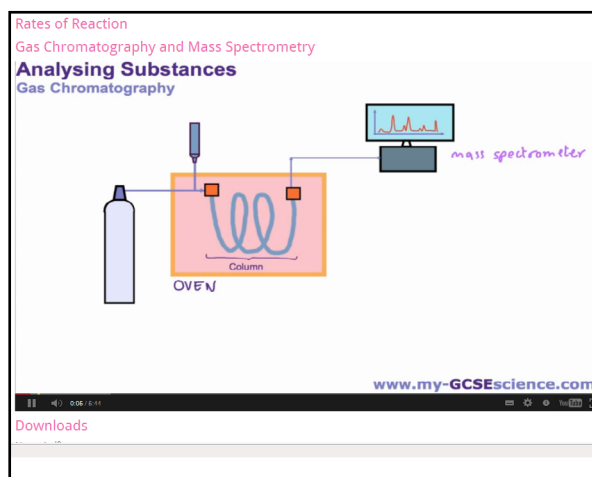 Rates of Reaction
Gas Chromatography and Mass Spectrometry
Analysing Substances
Gas Chromatography
mass spectrometer
Column
OVEN
www.my-GCSEscience.com
0:06 / 5:44
YouTube
Downloads